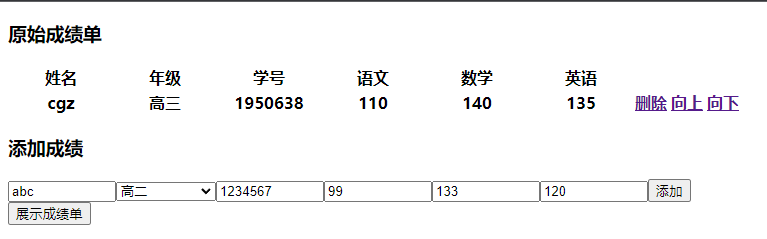 原始成绩单
姓名 年级 学号 语文 数学 英语
cgz 高三 1950638 110 140 135 删除 向上 向下
添加成绩
abc 高二 1234567 99 133 120 添加
展示成绩单